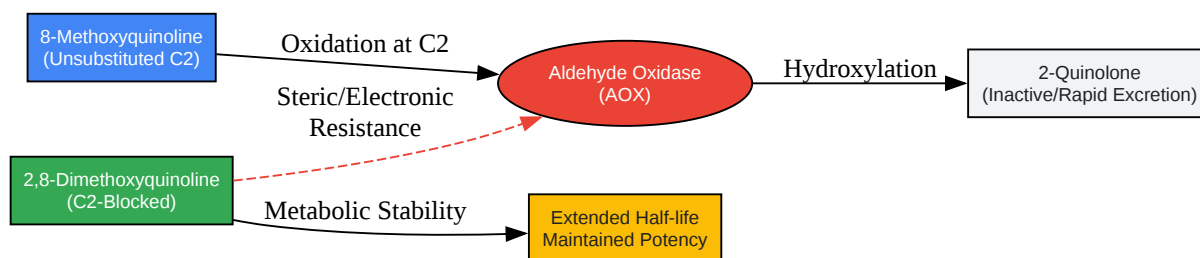 8-Methoxyquinoline
(Unsubstituted C2)
Oxidation at C2
Aldehyde Oxidase
(AOX)
Hydroxylation
2-Quinolone
(Inactive/Rapid Excretion)
Steric/Electronic
Resistance
2,8-Dimethoxyquinoline
(C2-Blocked)
Metabolic Stability
Extended Half-life
Maintained Potency